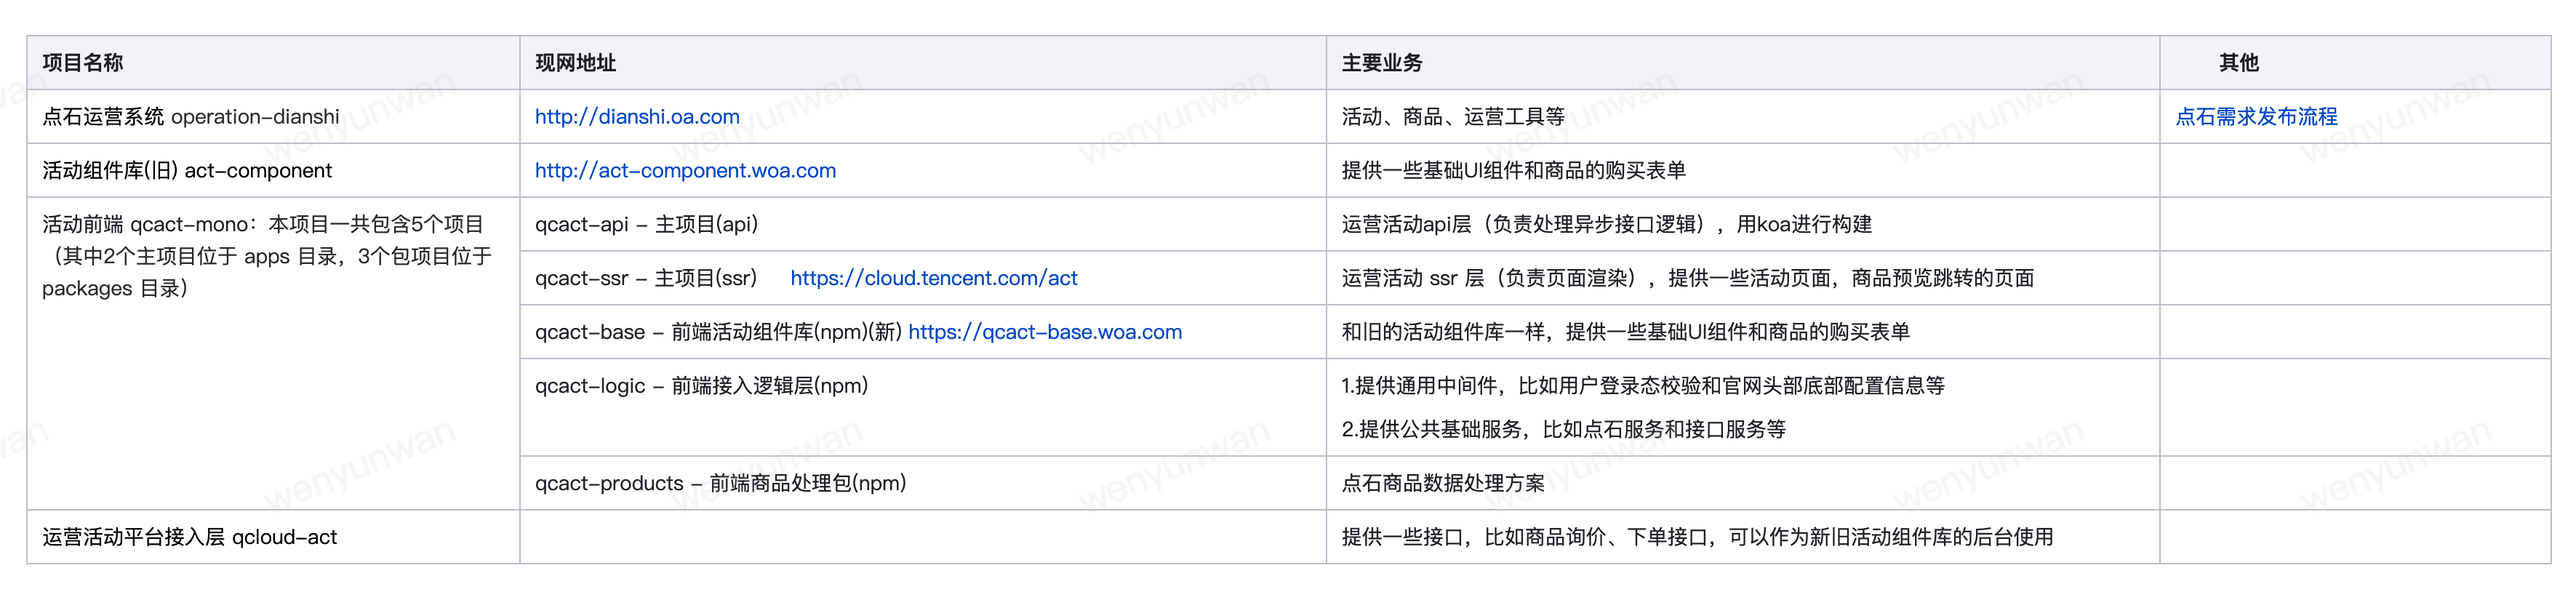 项目名称 现网地址 主要业务 其他
点石运营系统 operation-dianshi http://dianshi.oa.com 活动、商品、运营工具等 点石需求发布流程
活动组件库(旧) act-component http://act-component.woa.com 提供一些基础UI组件和商品的购买表单
活动前端 qcact-mono：本项目一共包含5个项目
（其中2个主项目位于 apps 目录，3个包项目位于
packages 目录）
qcact-api - 主项目(api) 运营活动api层（负责处理异步接口逻辑），用koa进行构建
qcact-ssr - 主项目(ssr) https://cloud.tencent.com/act 运营活动 ssr 层（负责页面渲染），提供一些活动页面，商品预览跳转的页面
qcact-base - 前端活动组件库(npm)(新) https://qcact-base.woa.com 和旧的活动组件库一样，提供一些基础UI组件和商品的购买表单
qcact-logic - 前端接入逻辑层(npm) 1.提供通用中间件，比如用户登录态校验和官网头部底部配置信息等
2.提供公共基础服务，比如点石服务和接口服务等
qcact-products - 前端商品处理包(npm) 点石商品数据处理方案
运营活动平台接入层 qcloud-act 提供一些接口，比如商品询价、下单接口，可以作为新旧活动组件库的后台使用
wenyunwan